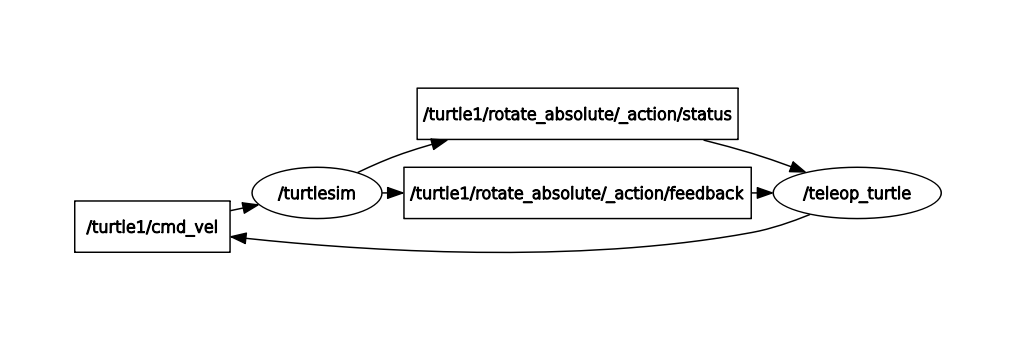 /turtle1/rotate_absolute/_action/status
/turtlesim
/turtle1/rotate_absolute/_action/feedback
/teleop_turtle
/turtle1/cmd_vel